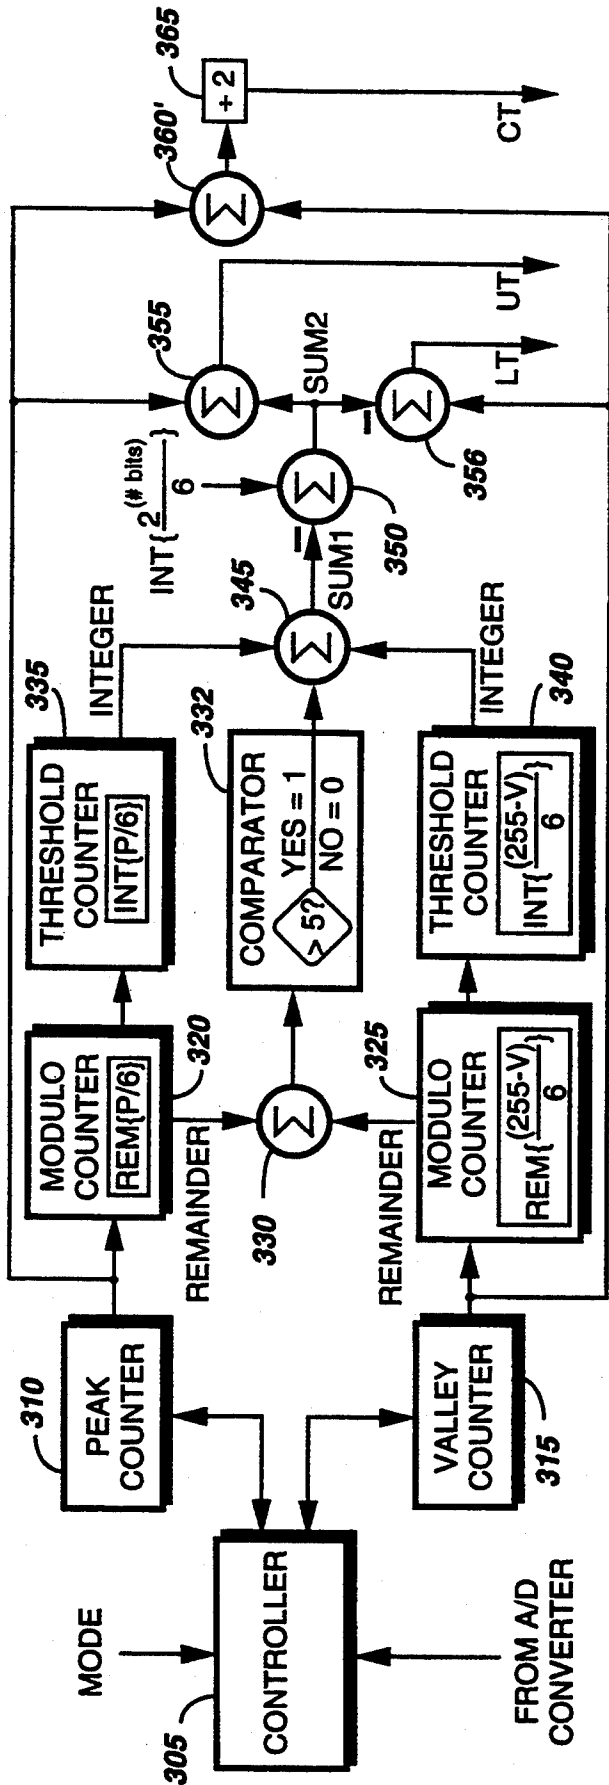 MODE
305
CONTROLLER
FROM A/D
CONVERTER
310
PEAK
COUNTER
VALLEY
COUNTER
315
MODULO
COUNTER
REM{P/6}
320
REMAINDER
330
Σ
REMAINDER
325
MODULO
COUNTER
REM{(255-V)/6}
335
THRESHOLD
COUNTER
INT{P/6}
INTEGER
332
COMPARATOR
> 5?
YES = 1
NO = 0
THRESHOLD
COUNTER
INT{(255-V)/6}
340
INTEGER
345
Σ
SUM1
INT{2(# bits)/6}
–
Σ
350
SUM2
355
Σ
–
Σ
356
LT
UT
360'
Σ
365
+ 2
CT